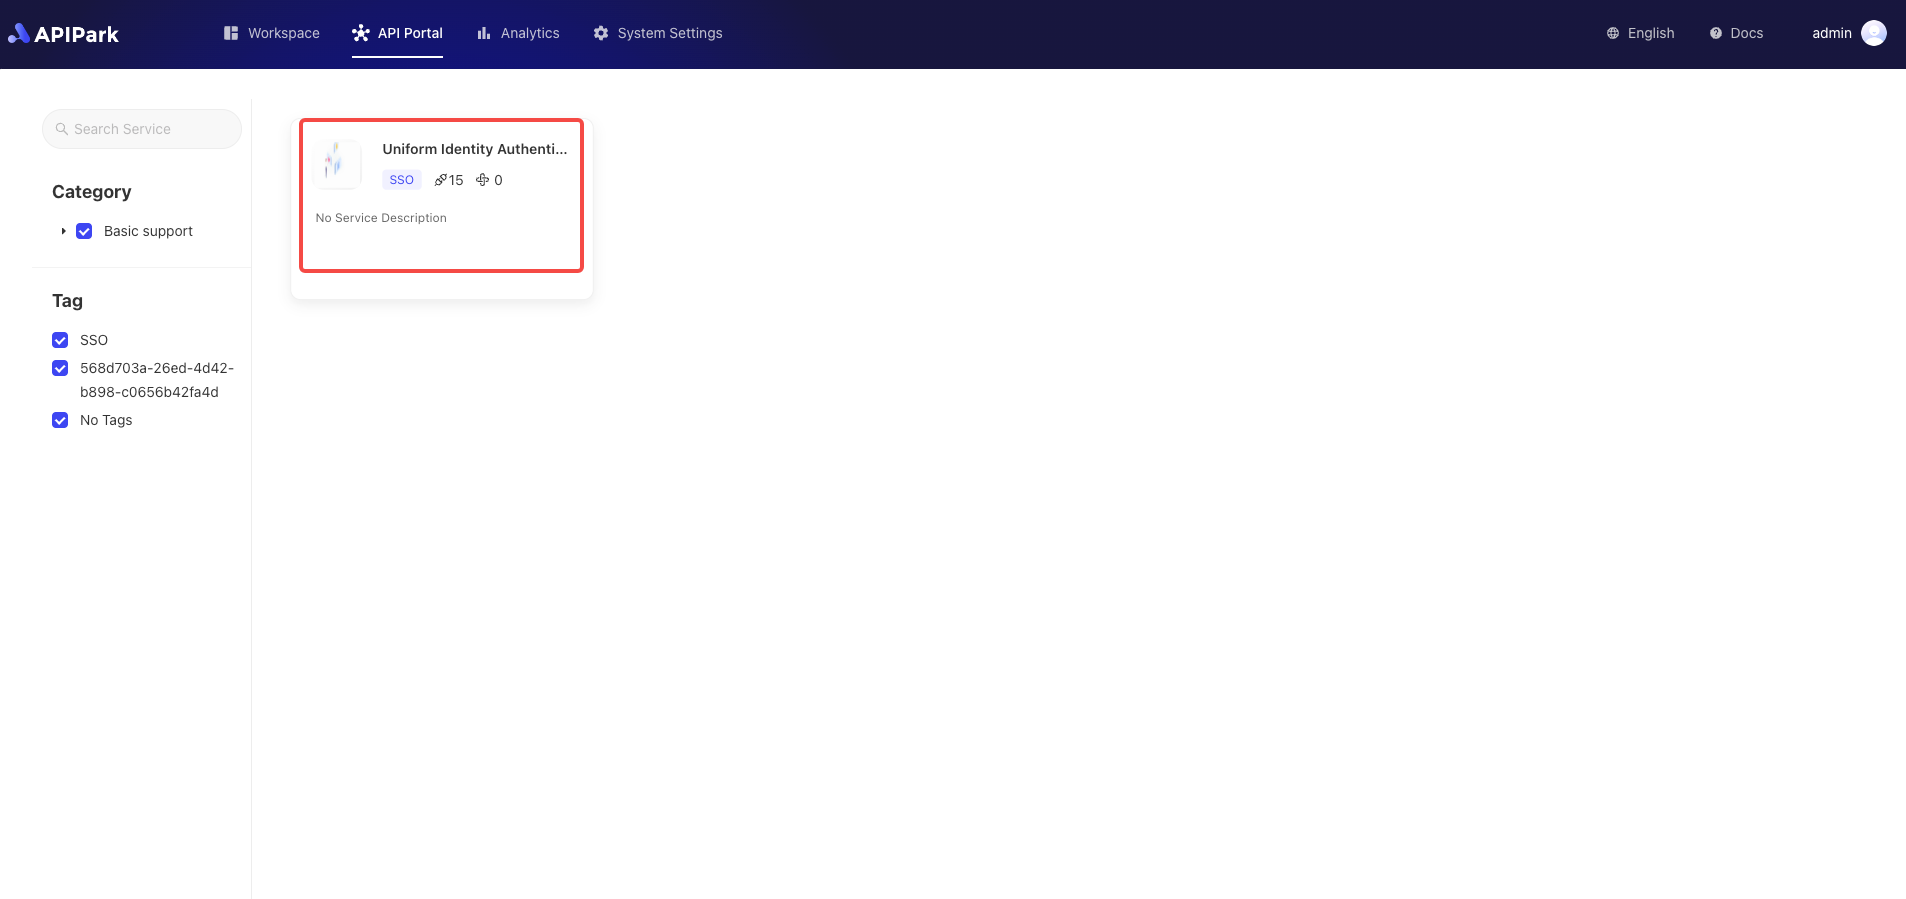 APIPark
Workspace
API Portal
Analytics
System Settings
English
Docs
admin
Search Service
Category
Basic support
Tag
SSO
568d703a-26ed-4d42-
b898-c0656b42fa4d
No Tags
Uniform Identity Authenti...
SSO 15 0
No Service Description